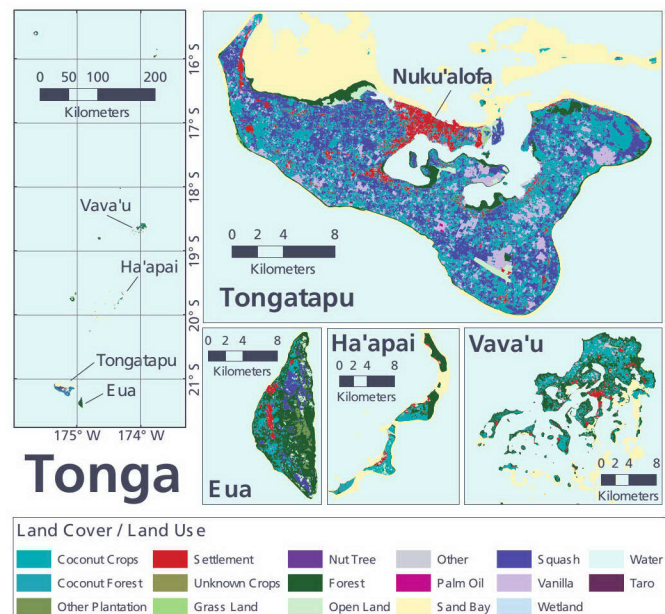 0 50 100 200
Kilometers
16°S
17°S
18°S
19°S
20°S
21°S
Vava'u
Ha'apai
Tongatapu
Eua
175°W 174°W
Tonga
Nuku'alofa
0 2 4 8
Kilometers
Tongatapu
0 2 4 8
Kilometers
Eua
Ha'apai
0 2 4 8
Kilometers
Vava'u
0 2 4 8
Kilometers
Land Cover / Land Use
Coconut Crops Settlement Nut Tree Other Squash Water
Coconut Forest Unknown Crops Forest Palm Oil Vanilla Taro
Other Plantation Grass Land Open Land Sand Bay Wetland